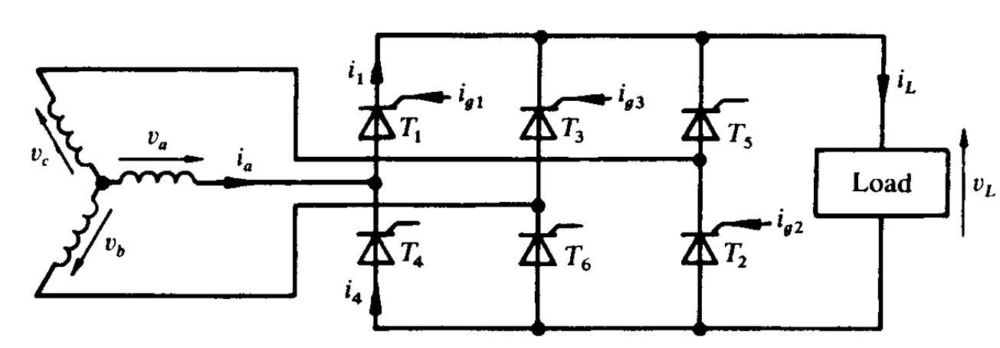 i1
ig1
ig3
iL
T1
T3
T5
va
vc
ia
Load
vL
ig2
vb
T4
T6
T2
i4